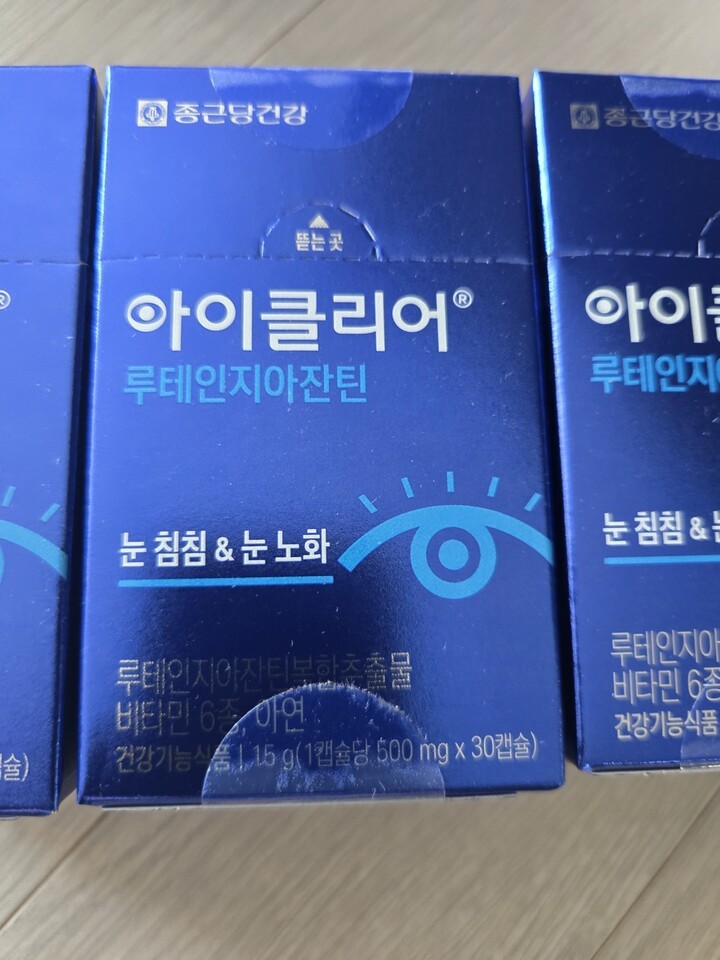 종근당건강
뜯는곳
아이클리어®
루테인지아잔틴
눈 침침 & 눈 노화
루테인지아잔틴복합추출물
비타민 6종, 아연
건강기능식품 | 15 g(1캡슐당 500 mg x 30캡슐)
종근당건강
아이클
루테인지아
눈 침침 &
루테인지아
비타민 6종
건강기능식품
®
슐)